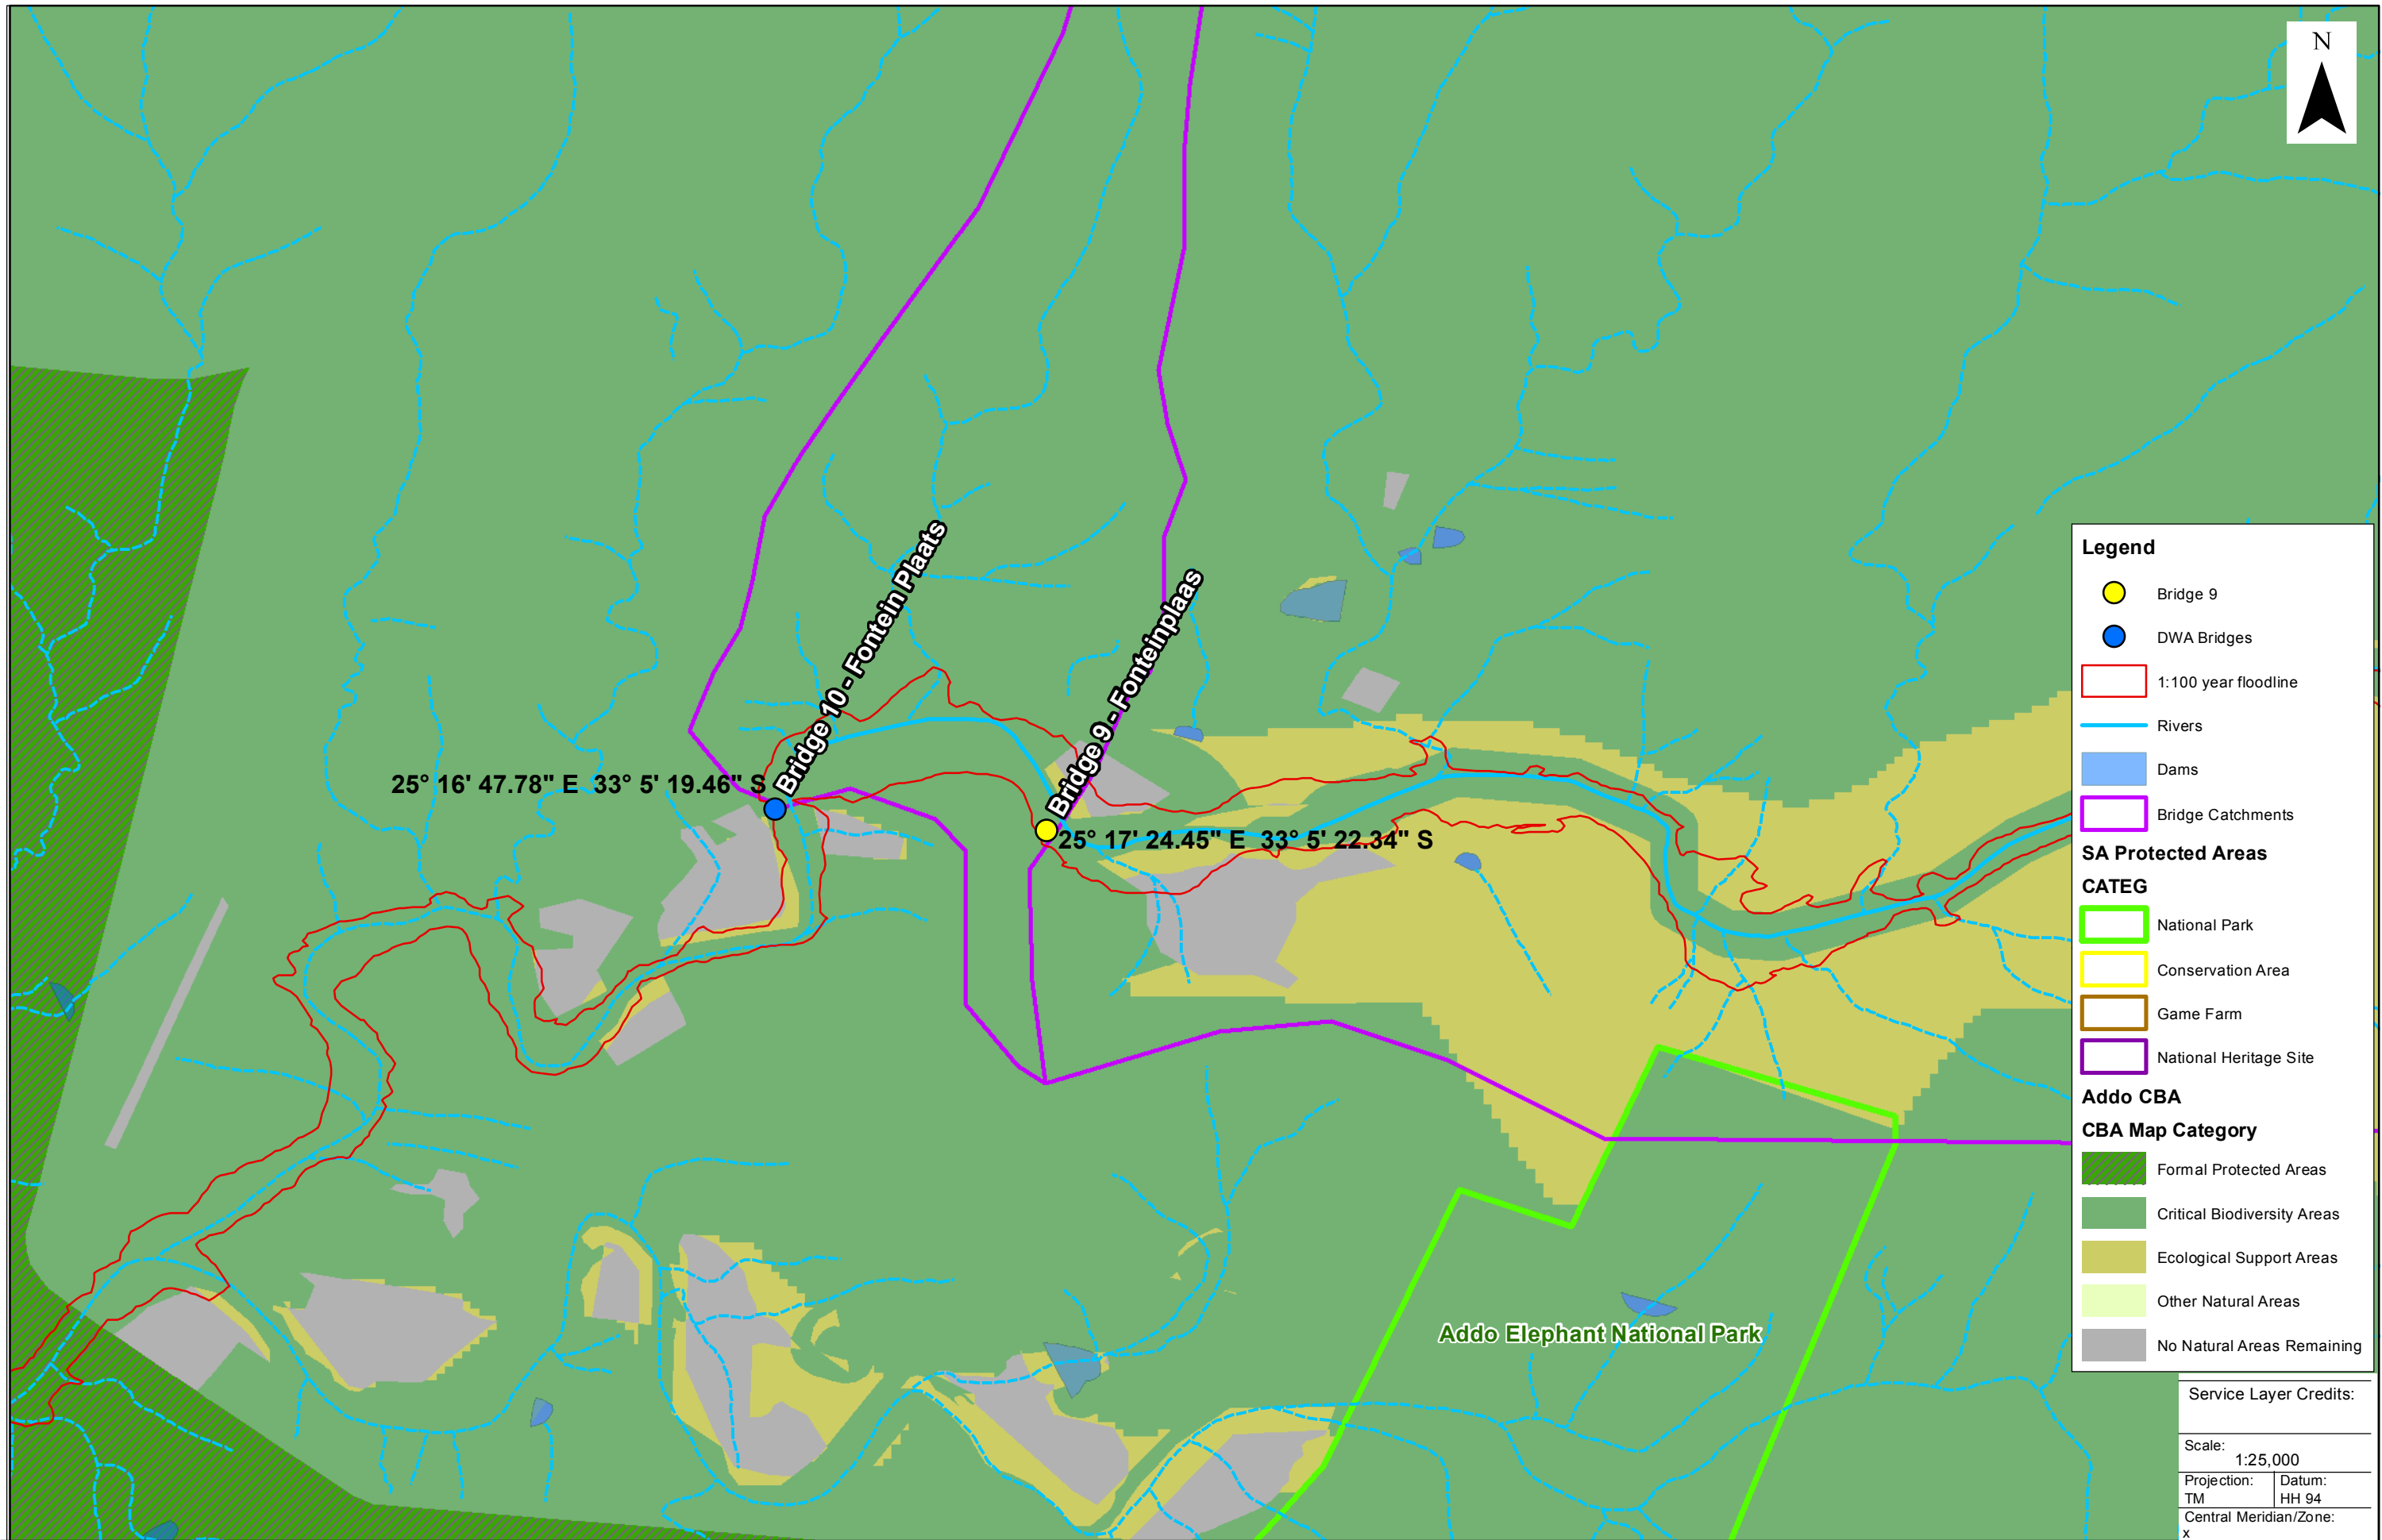 N
Bridge 10 - Fontein Plaats
Bridge 9 - Fonteinplaas
25° 16' 47.78" E 33° 5' 19.46" S
25° 17' 24.45" E 33° 5' 22.34" S
Addo Elephant National Park
Legend
Bridge 9
DWA Bridges
1:100 year floodline
Rivers
Dams
Bridge Catchments
SA Protected Areas
CATEG
National Park
Conservation Area
Game Farm
National Heritage Site
Addo CBA
CBA Map Category
Formal Protected Areas
Critical Biodiversity Areas
Ecological Support Areas
Other Natural Areas
No Natural Areas Remaining
Service Layer Credits:
Scale:
1:25,000
Projection:
TM
Datum:
HH 94
Central Meridian/Zone:
x